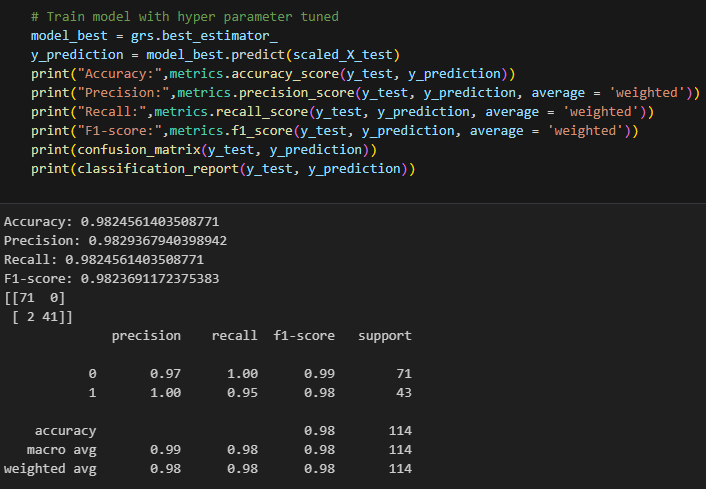 # Train model with hyper parameter tuned
model_best = grs.best_estimator_
y_prediction = model_best.predict(scaled_X_test)
print("Accuracy:",metrics.accuracy_score(y_test, y_prediction))
print("Precision:",metrics.precision_score(y_test, y_prediction, average = 'weighted'))
print("Recall:",metrics.recall_score(y_test, y_prediction, average = 'weighted'))
print("F1-score:",metrics.f1_score(y_test, y_prediction, average = 'weighted'))
print(confusion_matrix(y_test, y_prediction))
print(classification_report(y_test, y_prediction))
Accuracy: 0.9824561403508771
Precision: 0.9829367940398942
Recall: 0.9824561403508771
F1-score: 0.9823691172375383
[[71  0]
 [ 2 41]]
              precision    recall  f1-score   support
           0       0.97      1.00      0.99        71
           1       1.00      0.95      0.98        43
    accuracy                           0.98       114
   macro avg       0.99      0.98      0.98       114
weighted avg       0.98      0.98      0.98       114